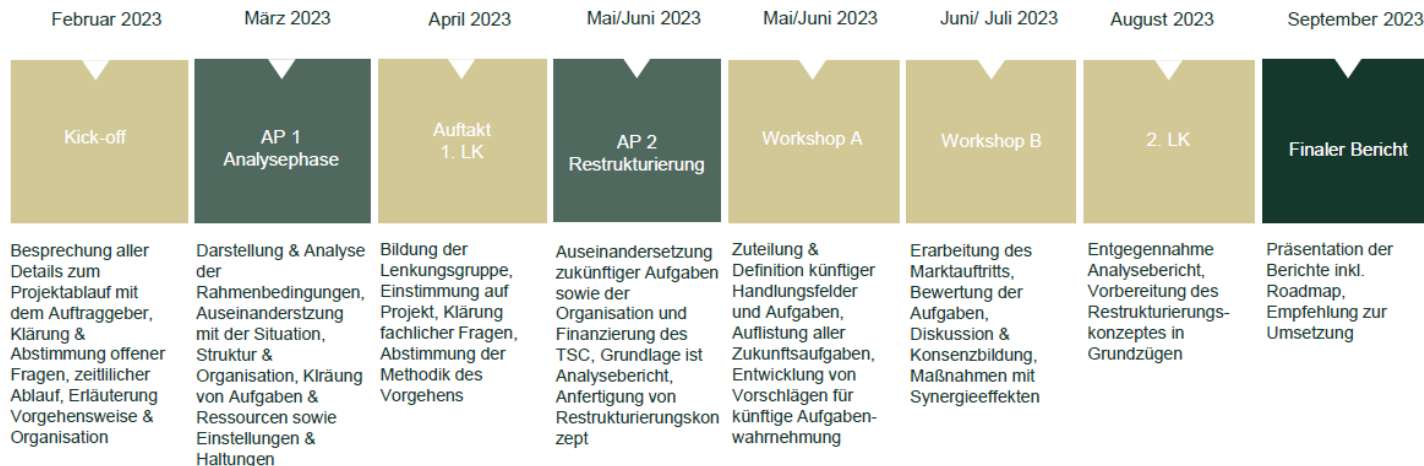 Februar 2023
März 2023
April 2023
Mai/Juni 2023
Mai/Juni 2023
Juni/ Juli 2023
August 2023
September 2023
Kick-off
AP 1
Analysephase
Auftakt
1. LK
AP 2
Restrukturierung
Workshop A
Workshop B
2. LK
Finaler Bericht
Besprechung aller
Details zum
Projektablauf mit
dem Auftraggeber,
Klärung &
Abstimmung offener
Fragen, zeitlilicher
Ablauf, Erläuterung
Vorgehensweise &
Organisation
Darstellung & Analyse
der
Rahmenbedingungen,
Auseinanderstzung
mit der Situation,
Struktur &
Organisation, Klräung
von Aufgaben &
Ressourcen sowie
Einstellungen &
Haltungen
Bildung der
Lenkungsgruppe,
Einstimmung auf
Projekt, Klärung
fachlicher Fragen,
Abstimmung der
Methodik des
Vorgehens
Auseinandersetzung
zukünftiger Aufgaben
sowie der
Organisation und
Finanzierung des
TSC, Grundlage ist
Analysebericht,
Anfertigung von
Restrukturierungskon
zept
Zuteilung &
Definition künftiger
Handlungsfelder
und Aufgaben,
Auflistung aller
Zukunftsaufgaben,
Entwicklung von
Vorschlägen für
künftige Aufgaben-
wahrnehmung
Erarbeitung des
Marktauftritts,
Bewertung der
Aufgaben,
Diskussion &
Konsenzbildung,
Maßnahmen mit
Synergieeffekten
Entgegennahme
Analysebericht,
Vorbereitung des
Restrukturierungs-
konzeptes in
Grundzügen
Präsentation der
Berichte inkl.
Roadmap,
Empfehlung zur
Umsetzung